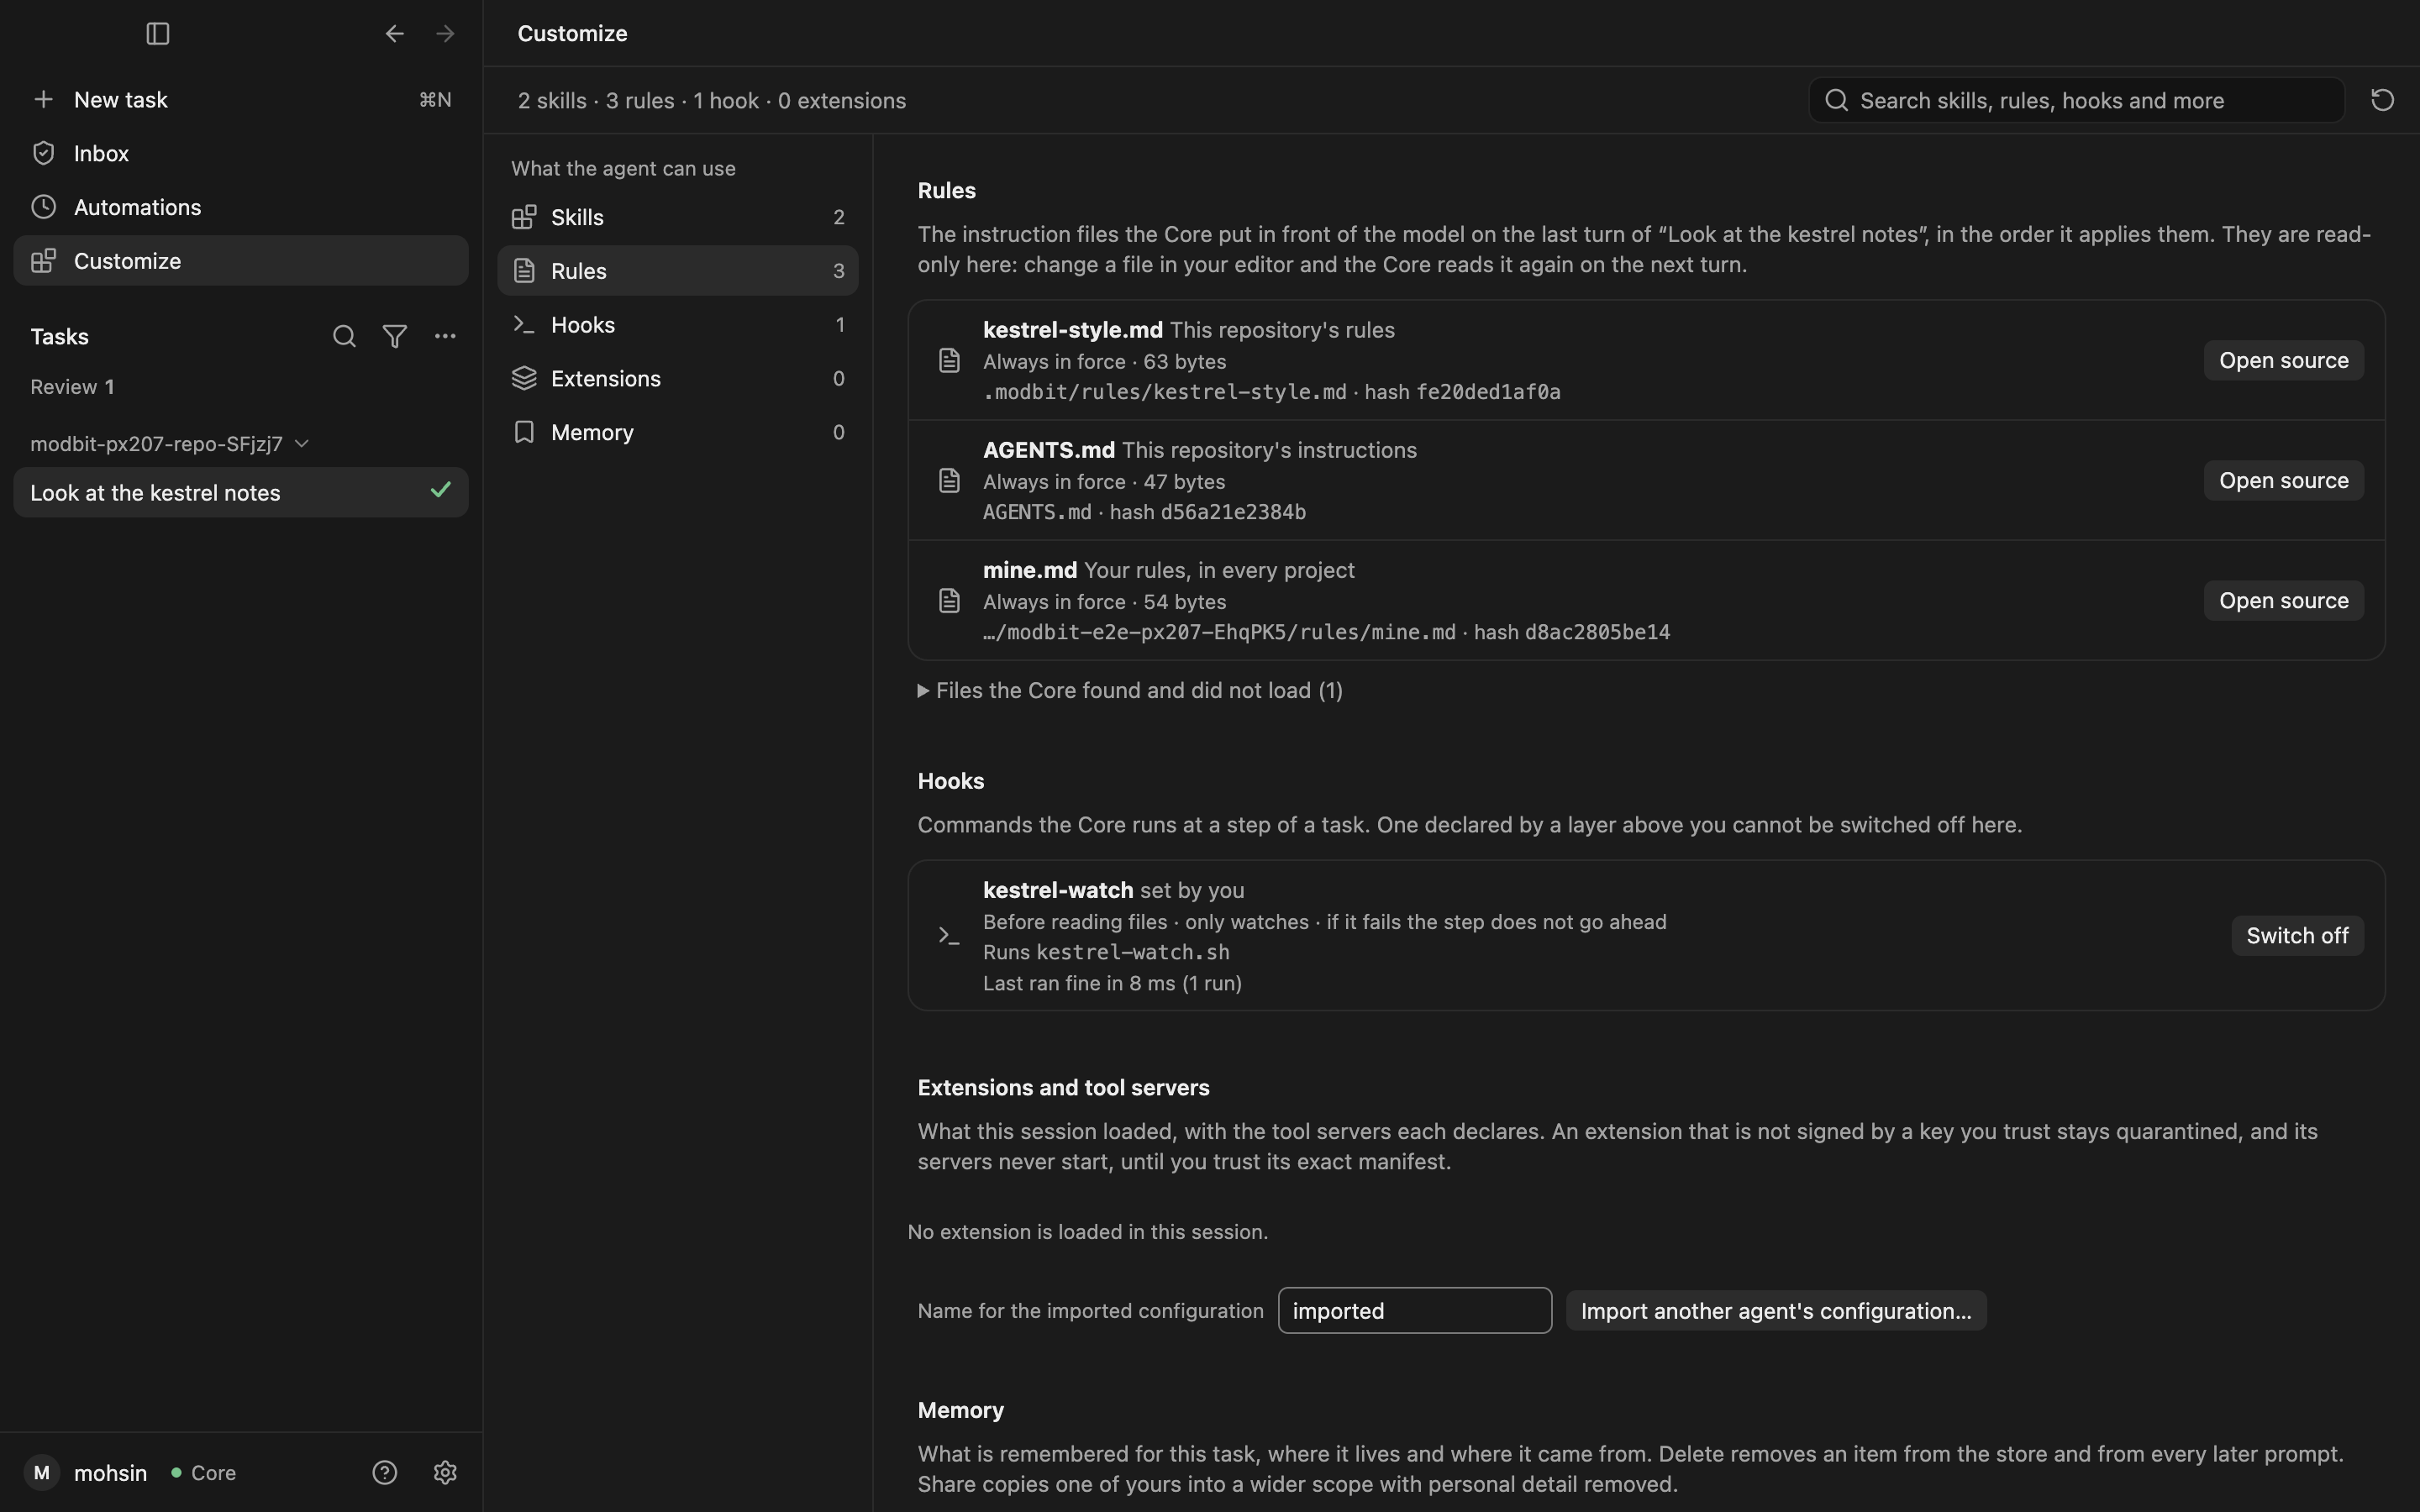 Customize
New task ⌘N
Inbox
Automations
Customize
Tasks
Review 1
modbit-px207-repo-SFjzj7
Look at the kestrel notes
M mohsin Core
2 skills · 3 rules · 1 hook · 0 extensions
Search skills, rules, hooks and more
What the agent can use
Skills 2
Rules 3
Hooks 1
Extensions 0
Memory 0
Rules
The instruction files the Core put in front of the model on the last turn of “Look at the kestrel notes”, in the order it applies them. They are read-
only here: change a file in your editor and the Core reads it again on the next turn.
kestrel-style.md This repository's rules
Always in force · 63 bytes
.modbit/rules/kestrel-style.md · hash fe20ded1af0a
Open source
AGENTS.md This repository's instructions
Always in force · 47 bytes
AGENTS.md · hash d56a21e2384b
Open source
mine.md Your rules, in every project
Always in force · 54 bytes
…/modbit-e2e-px207-EhqPK5/rules/mine.md · hash d8ac2805be14
Open source
Files the Core found and did not load (1)
Hooks
Commands the Core runs at a step of a task. One declared by a layer above you cannot be switched off here.
kestrel-watch set by you
Before reading files · only watches · if it fails the step does not go ahead
Runs kestrel-watch.sh
Last ran fine in 8 ms (1 run)
Switch off
Extensions and tool servers
What this session loaded, with the tool servers each declares. An extension that is not signed by a key you trust stays quarantined, and its
servers never start, until you trust its exact manifest.
No extension is loaded in this session.
Name for the imported configuration imported Import another agent's configuration...
Memory
What is remembered for this task, where it lives and where it came from. Delete removes an item from the store and from every later prompt.
Share copies one of yours into a wider scope with personal detail removed.